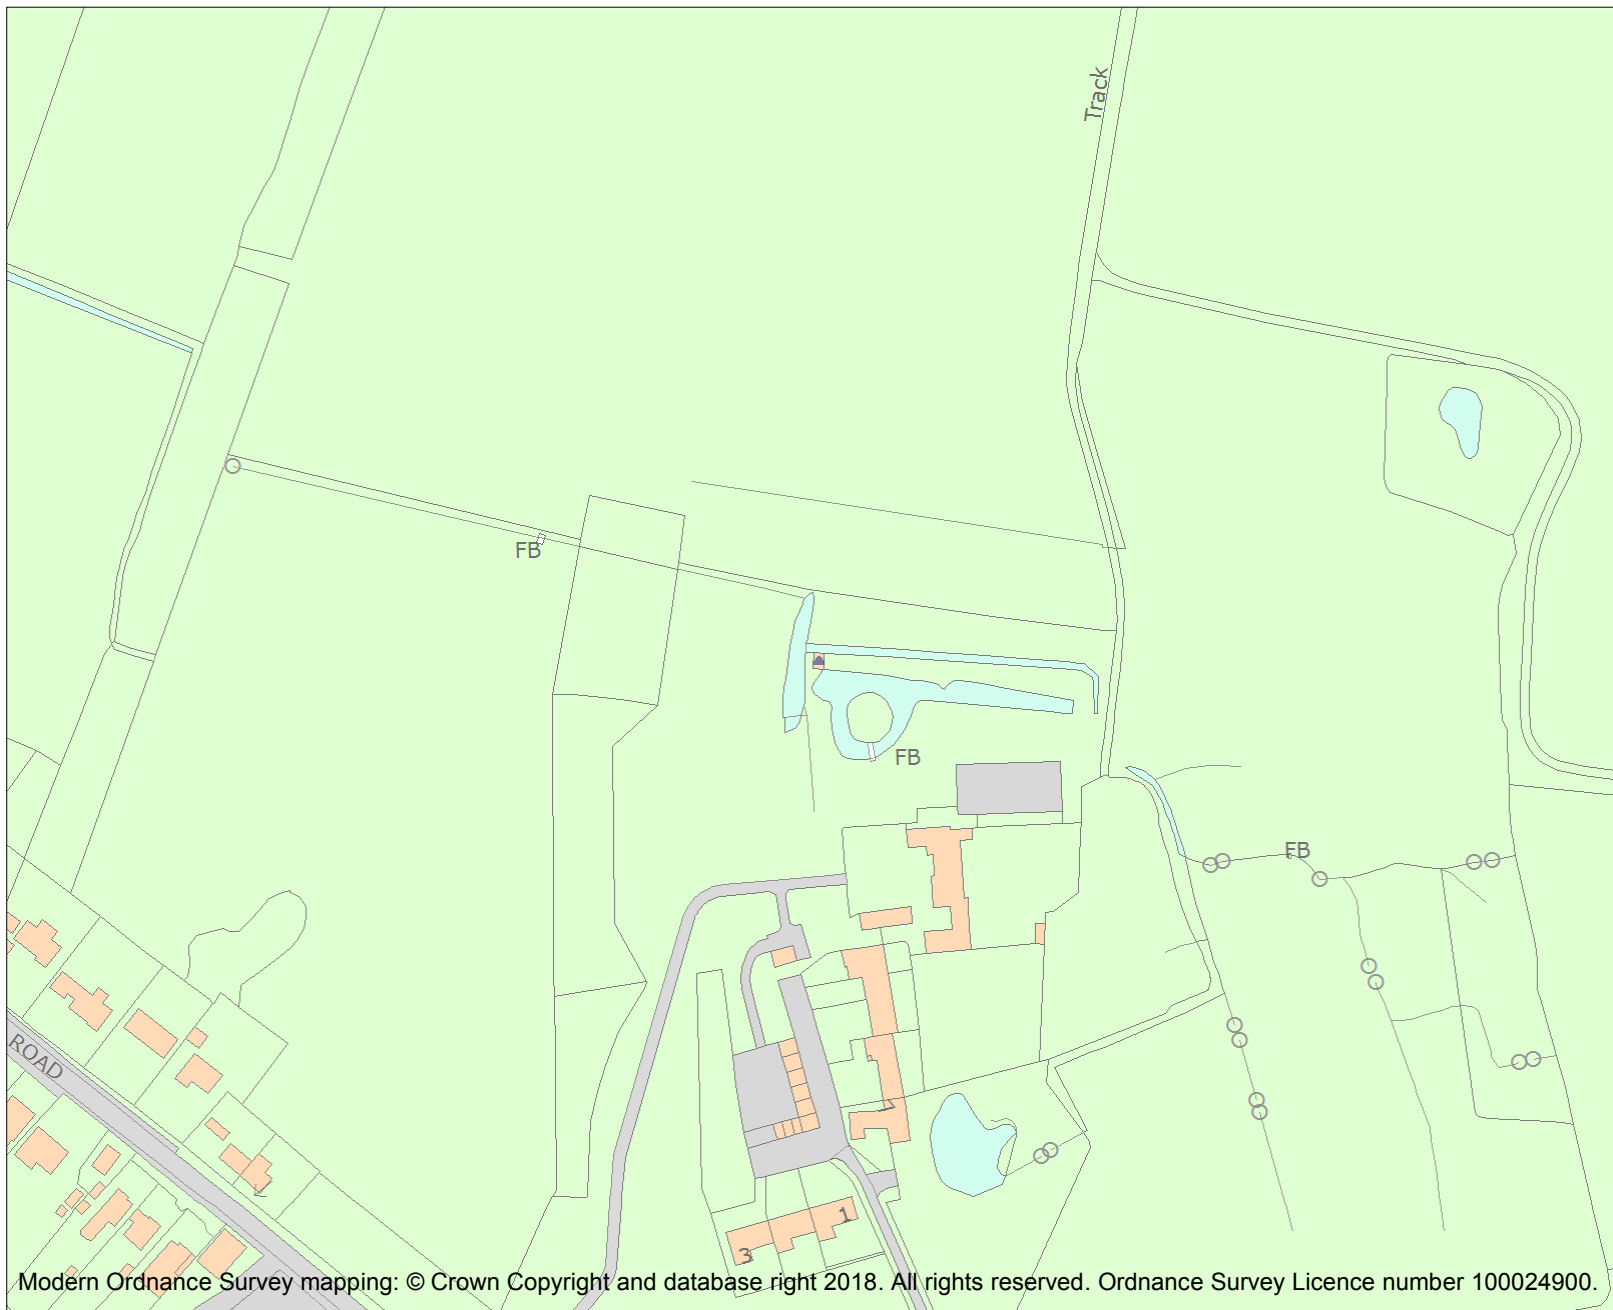 Track
FB
FB
FB
ROAD
1
3
Modern Ordnance Survey mapping: © Crown Copyright and database right 2018. All rights reserved. Ordnance Survey Licence number 100024900.